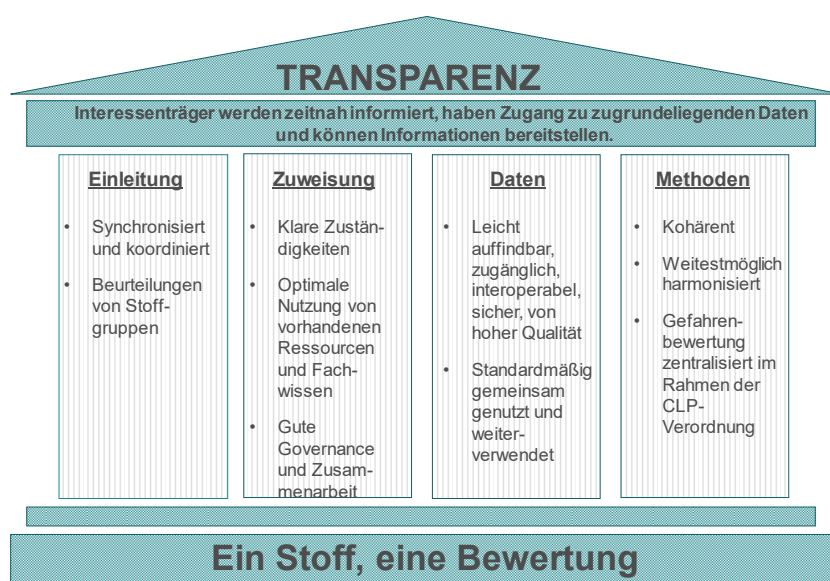 TRANSPARENZ
Interessenträger werden zeitnah informiert, haben Zugang zu zugrundeliegenden Daten
und können Informationen bereitstellen.
Einleitung
• Synchronisiert
und koordiniert
• Beurteilungen
von Stoff-
gruppen
Zuweisung
• Klare Zustän-
digkeiten
• Optimale
Nutzung von
vorhandenen
Ressourcen
und Fach-
wissen
• Gute
Governance
und Zusam-
menarbeit
Daten
• Leicht
auffindbar,
zugänglich,
interoperabel,
sicher, von
hoher Qualität
• Standardmäßig
gemeinsam
genutzt und
weiter-
verwendet
Methoden
• Kohärent
• Weitestmöglich
harmonisiert
• Gefahren-
bewertung
zentralisiert im
Rahmen der
CLP-
Verordnung
Ein Stoff, eine Bewertung